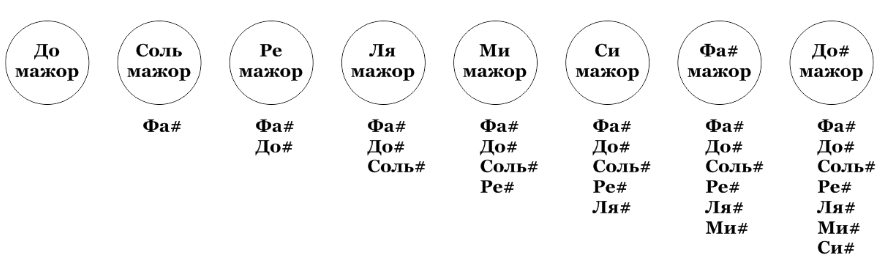 До мажор
Соль мажор
Фа#
Ре мажор
Фа#
До#
Ля мажор
Фа#
До#
Соль#
Ми мажор
Фа#
До#
Соль#
Ре#
Си мажор
Фа#
До#
Соль#
Ре#
Ля#
Фа# мажор
Фа#
До#
Соль#
Ре#
Ля#
Ми#
До# мажор
Фа#
До#
Соль#
Ре#
Ля#
Ми#
Си#